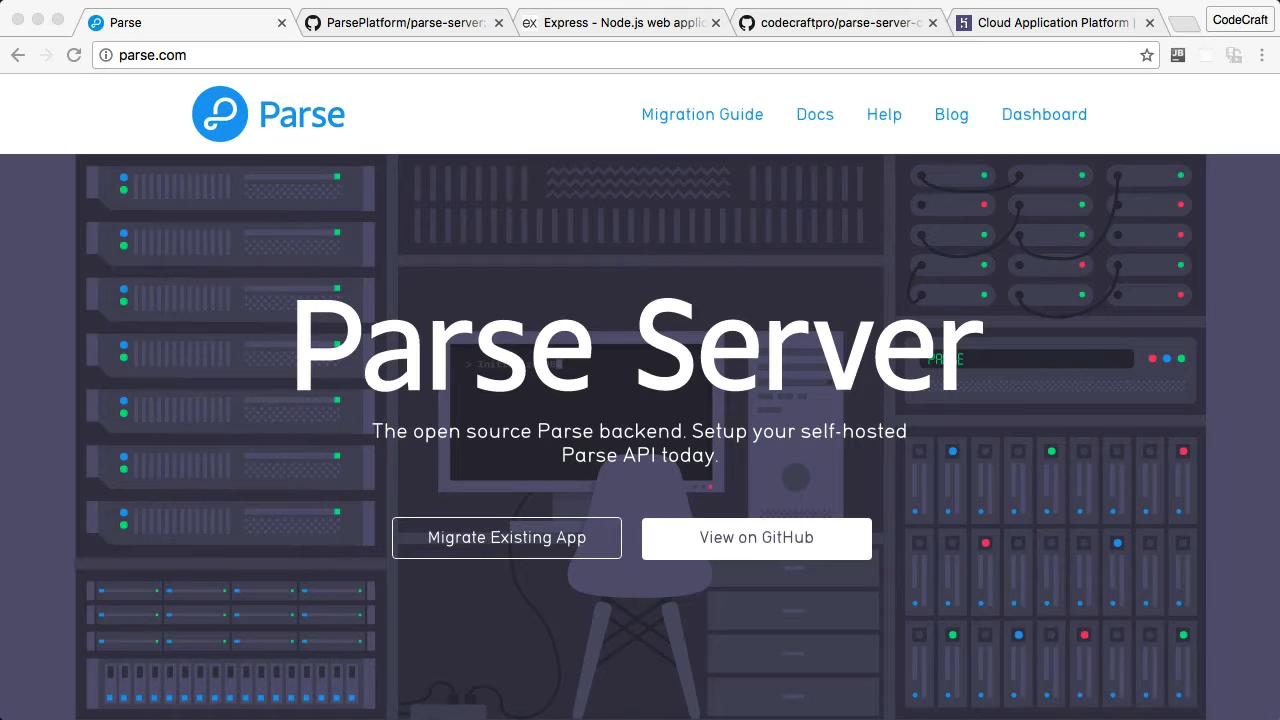 Parse
ParsePlatform/parse-server:
Express - Node.js web applic
codecraftpro/parse-server-c
Cloud Application Platform |
CodeCraft
parse.com
JB
Parse
Migration Guide
Docs
Help
Blog
Dashboard
PARSE
Parse Server
The open source Parse backend. Setup your self-hosted
Parse API today.
Migrate Existing App
View on GitHub